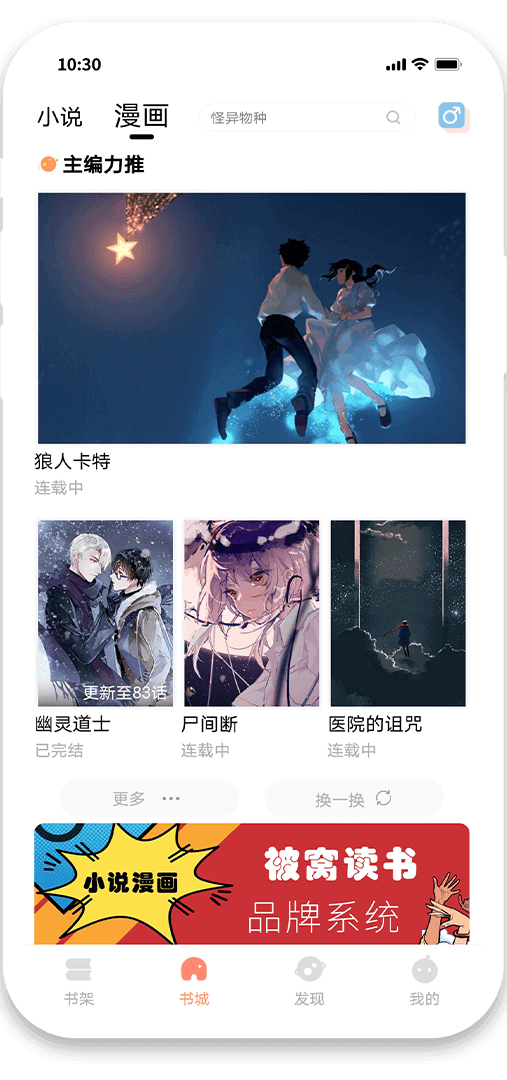 10:30
小说 漫画 怪异物种
主编力推
狼人卡特
连载中
更新至83话
幽灵道士 尸间断 医院的诅咒
已完结 连载中 连载中
更多 ••• 换一换
小说漫画 被窝读书
品牌系统
书架 书城 发现 我的